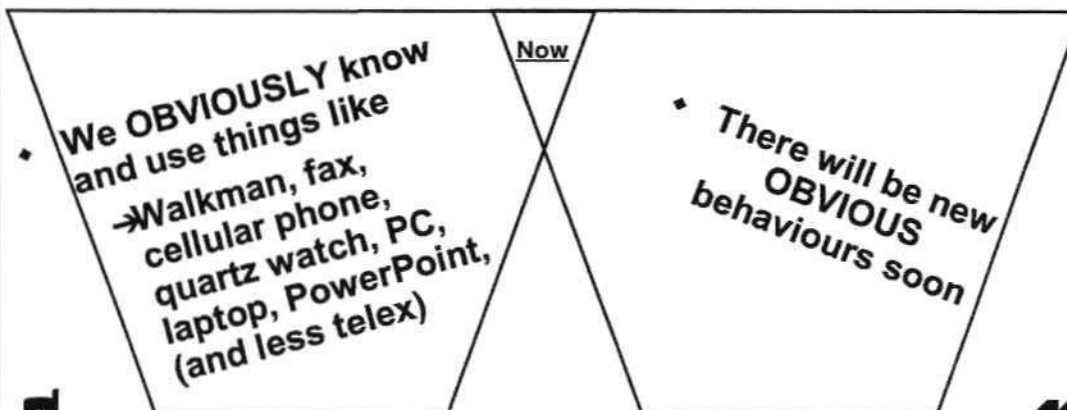 Now
We OBVIOUSLY know
and use things like
Walkman, fax,
cellular phone,
quartz watch, PC,
laptop, PowerPoint,
(and less telex)
There will be new
OBVIOUS
behaviours soon